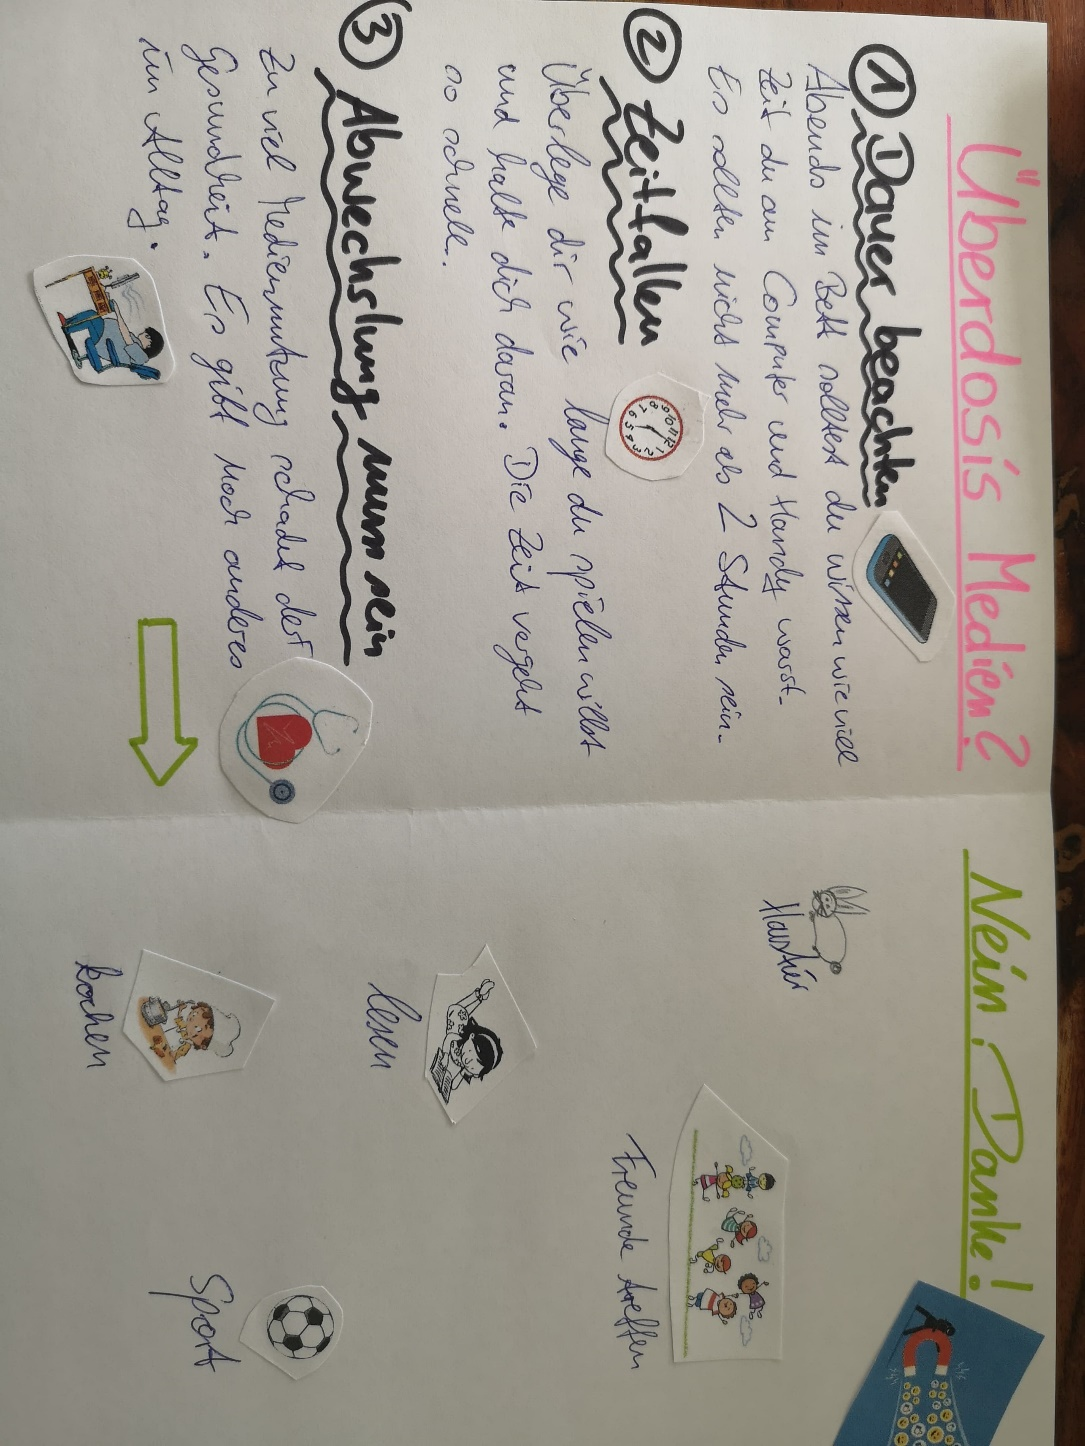 Überdosis Medien?
① Dauer beachten
Abends im Bett solltest du wissen wie viel
Zeit du am Computer und Handy warst.
Es sollten nicht mehr als 2 Stunden sein.
② Zeitfallen
Überlege dir wie lange du spielen willst
und halte dich daran. Die Zeit vergeht
so schnell.
③ Abwechslung muss sein
Zu viel Mediennutzung schadet der
Gesundheit. Es gibt noch anderes
im Alltag.
Nein, Danke!
Haustier
Freunde treffen
lesen
kochen
Sport